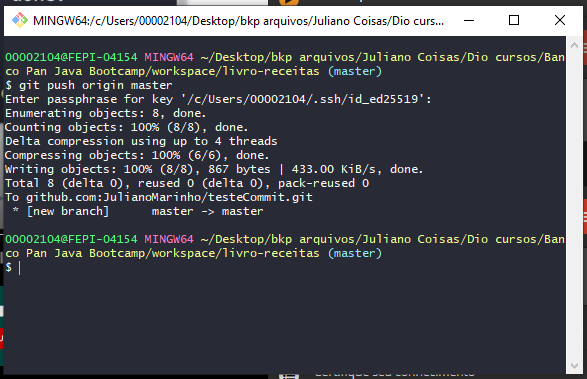 MINGW64:/c/Users/00002104/Desktop/bkp arquivos/Juliano Coisas/Dio curs...
00002104@FEPI-04154 MINGW64 ~/Desktop/bkp arquivos/Juliano Coisas/Dio cursos/Ban
co Pan Java Bootcamp/workspace/livro-receitas (master)
$ git push origin master
Enter passphrase for key '/c/Users/00002104/.ssh/id_ed25519':
Enumerating objects: 8, done.
Counting objects: 100% (8/8), done.
Delta compression using up to 4 threads
Compressing objects: 100% (6/6), done.
Writing objects: 100% (8/8), 867 bytes | 433.00 KiB/s, done.
Total 8 (delta 0), reused 0 (delta 0), pack-reused 0
To github.com:JulianoMarinho/testeCommit.git
 * [new branch]      master -> master
00002104@FEPI-04154 MINGW64 ~/Desktop/bkp arquivos/Juliano Coisas/Dio cursos/Ban
co Pan Java Bootcamp/workspace/livro-receitas (master)
$